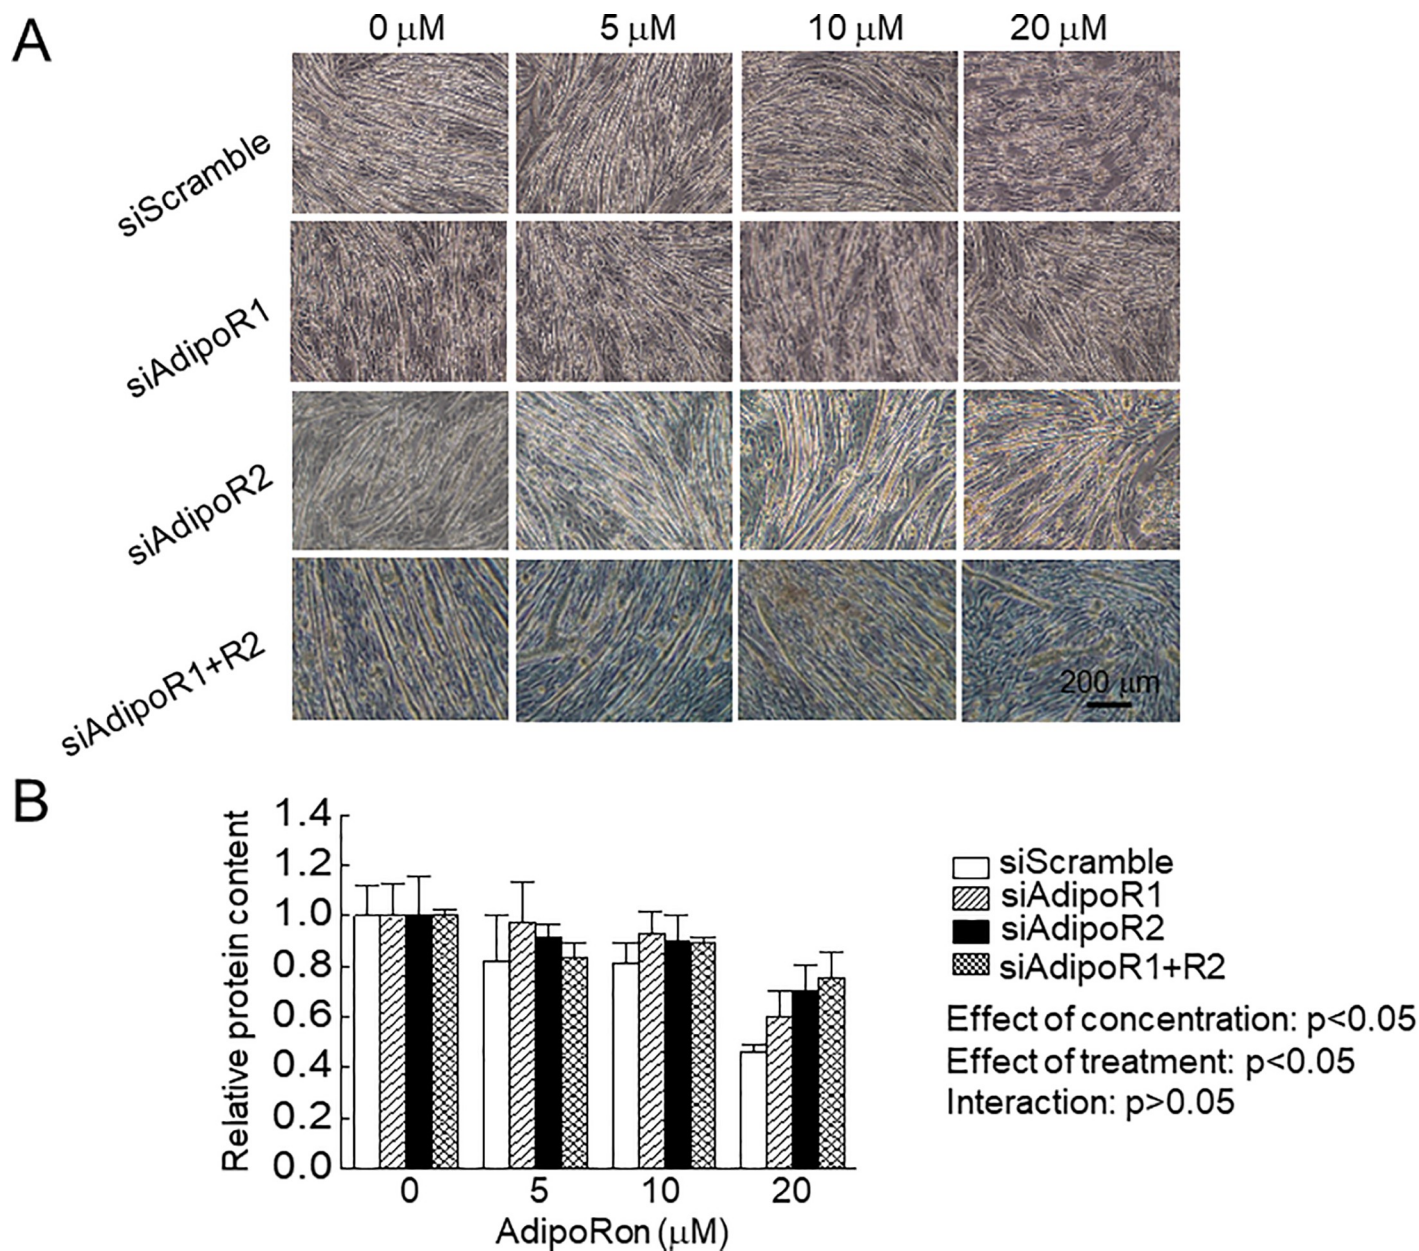 A
0 μM 5 μM 10 μM 20 μM
siScramble
siAdipoR1
siAdipoR2
siAdipoR1+R2
200 μm
B
Relative protein content
1.4
1.2
1.0
0.8
0.6
0.4
0.2
0.0
0 5 10 20
AdipoRon (μM)
siScramble
siAdipoR1
siAdipoR2
siAdipoR1+R2
Effect of concentration: p<0.05
Effect of treatment: p<0.05
Interaction: p>0.05